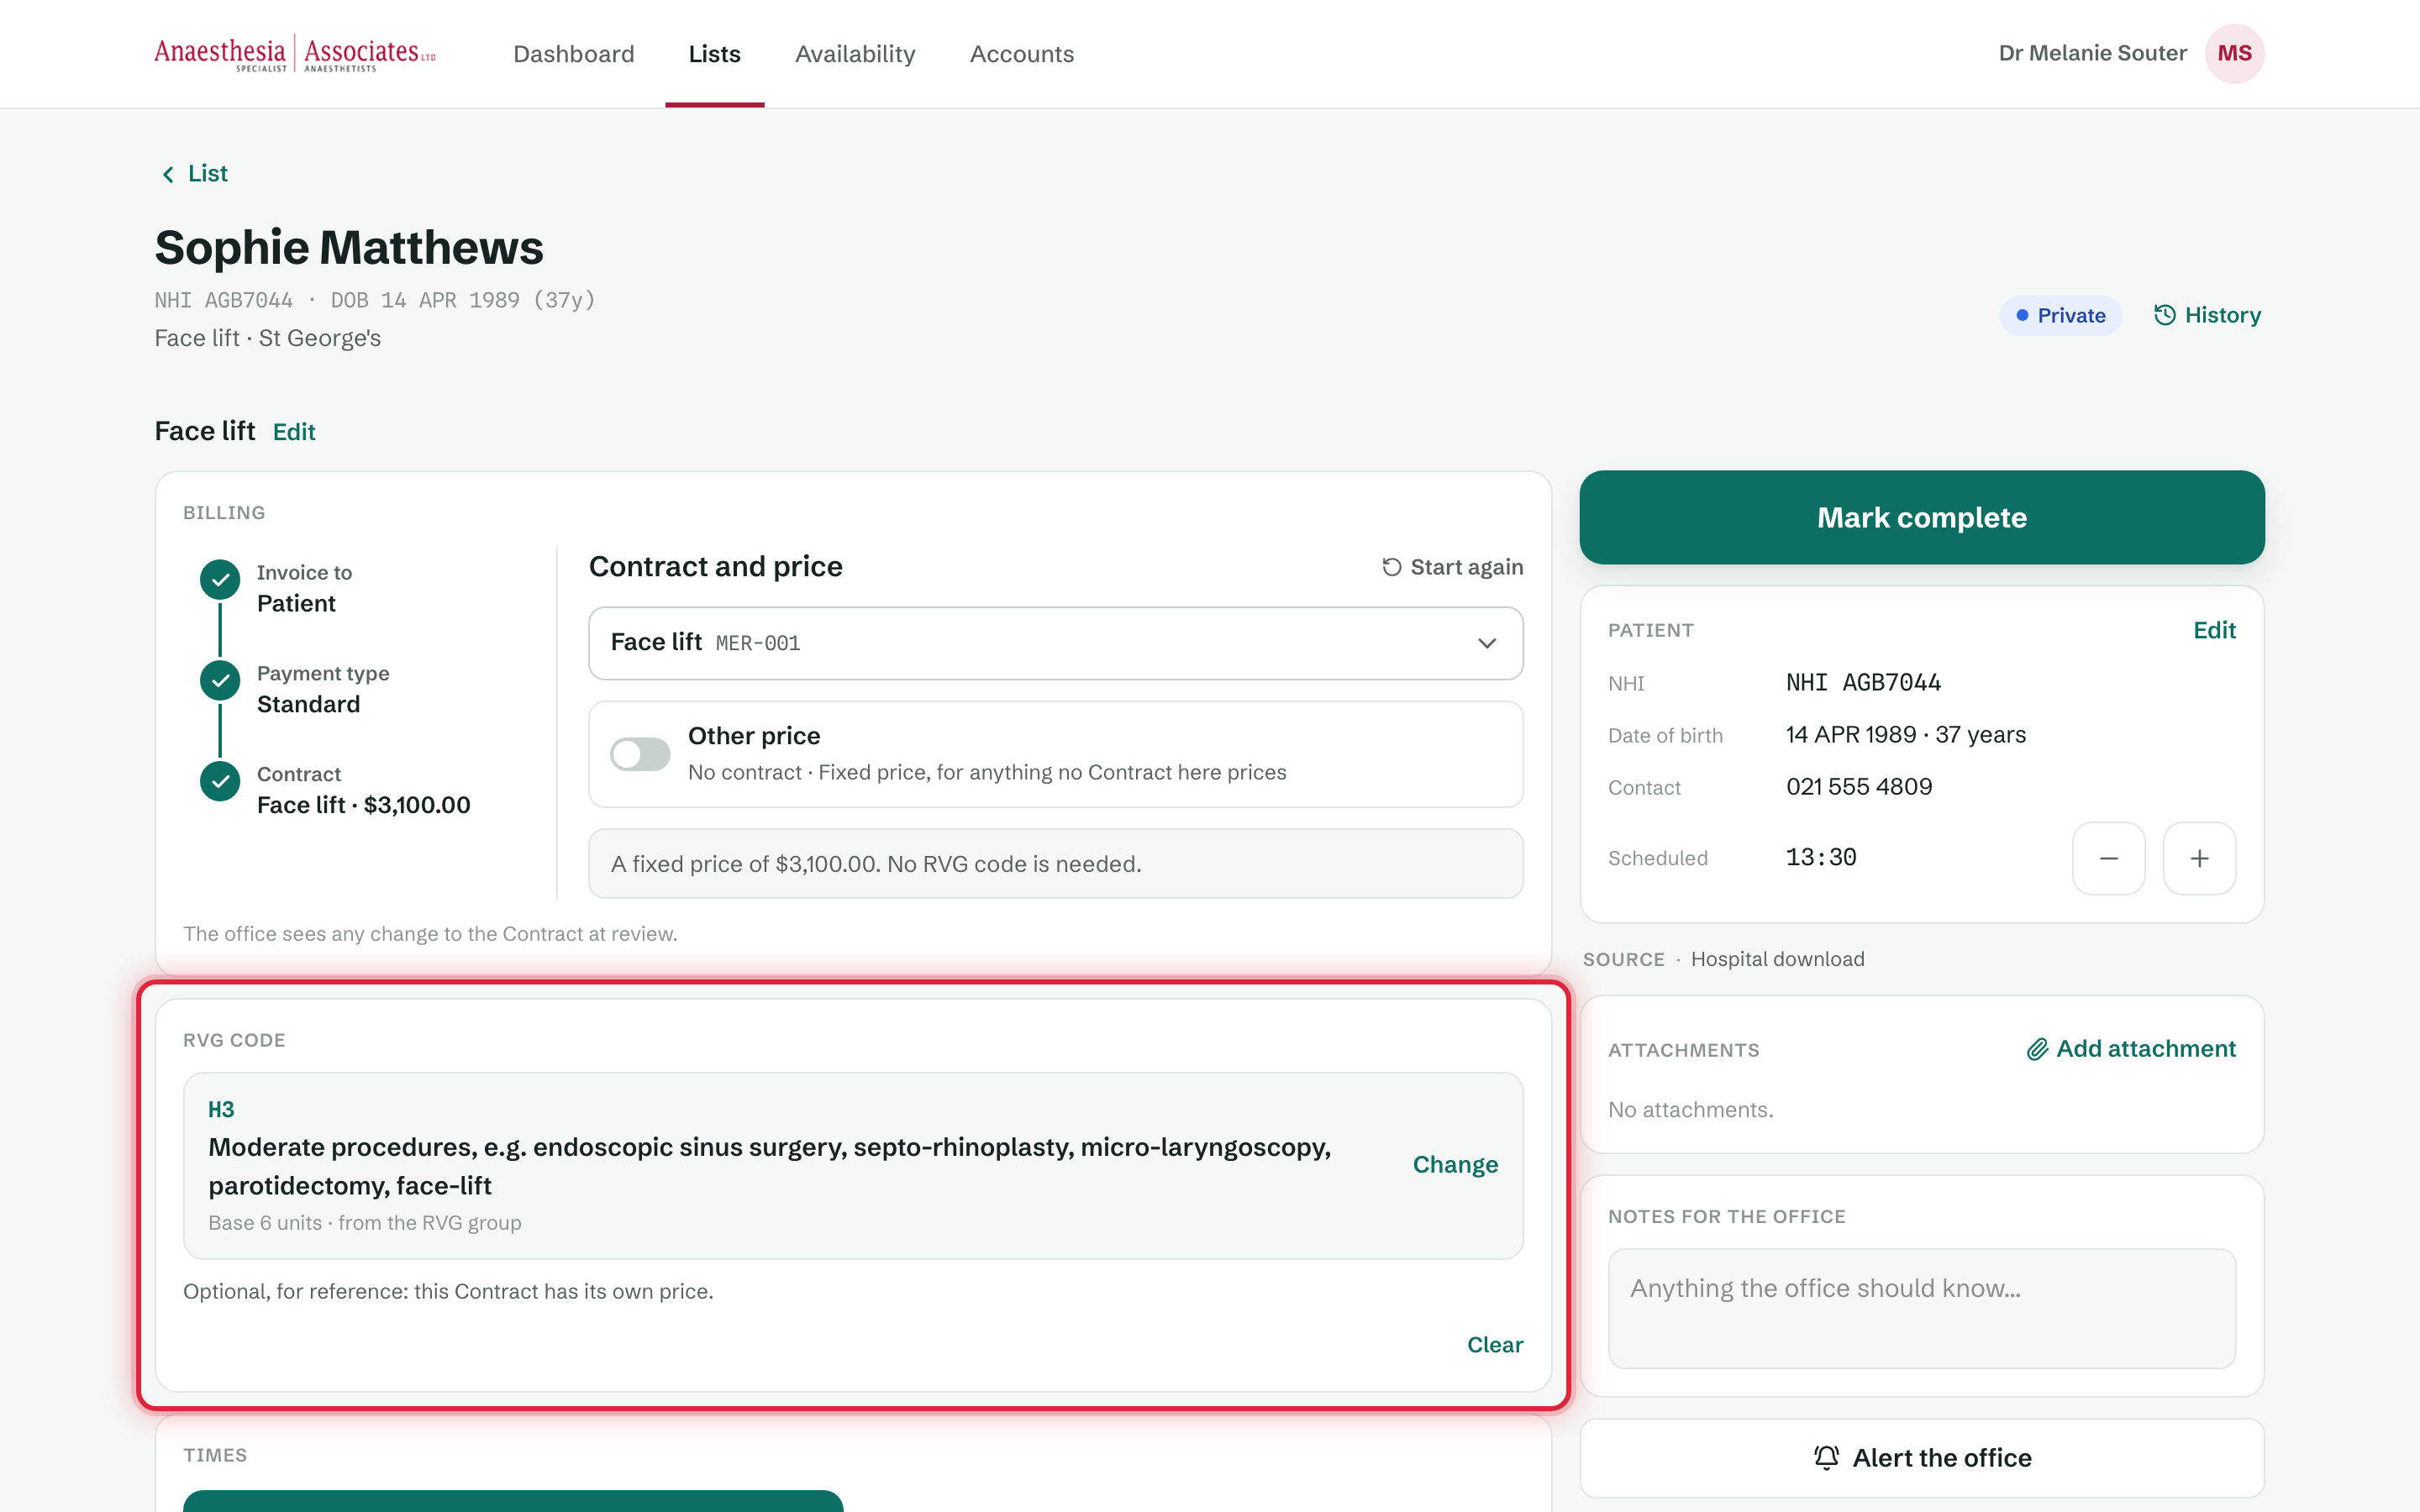 Anaesthesia | Associates LTD
SPECIALIST ANAESTHETISTS
Dashboard
Lists
Availability
Accounts
Dr Melanie Souter
MS
List
Sophie Matthews
NHI AGB7044 · DOB 14 APR 1989 (37y)
Face lift · St George's
Private
History
Face lift Edit
BILLING
Invoice to
Patient
Payment type
Standard
Contract
Face lift · $3,100.00
Contract and price
Start again
Face lift MER-001
Other price
No contract · Fixed price, for anything no Contract here prices
A fixed price of $3,100.00. No RVG code is needed.
The office sees any change to the Contract at review.
RVG CODE
H3
Moderate procedures, e.g. endoscopic sinus surgery, septo-rhinoplasty, micro-laryngoscopy,
parotidectomy, face-lift
Base 6 units · from the RVG group
Change
Optional, for reference: this Contract has its own price.
Clear
TIMES
Mark complete
PATIENT
Edit
NHI NHI AGB7044
Date of birth 14 APR 1989 · 37 years
Contact 021 555 4809
Scheduled 13:30
SOURCE · Hospital download
ATTACHMENTS
Add attachment
No attachments.
NOTES FOR THE OFFICE
Anything the office should know...
Alert the office